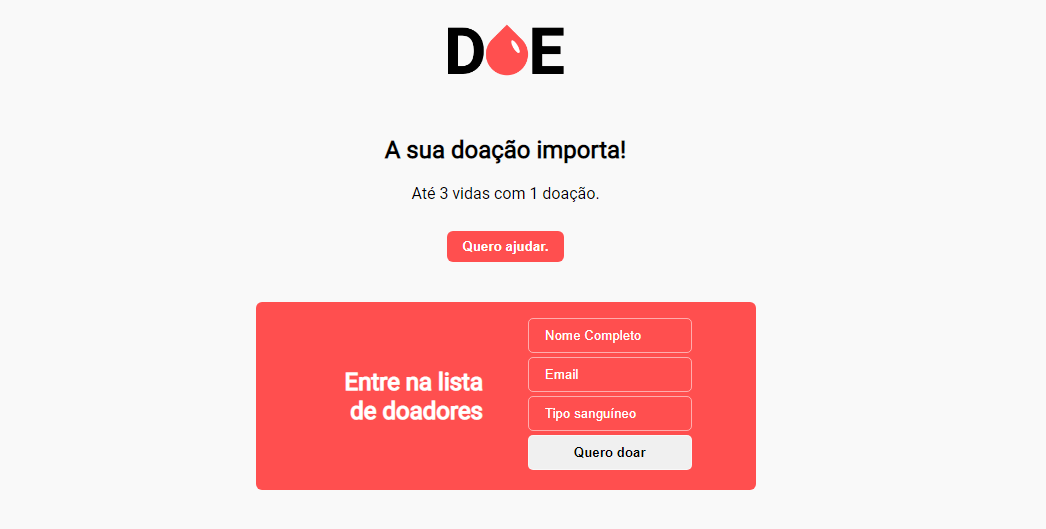 DOE
A sua doação importa!
Até 3 vidas com 1 doação.
Quero ajudar.
Entre na lista
de doadores
Nome Completo
Email
Tipo sanguíneo
Quero doar